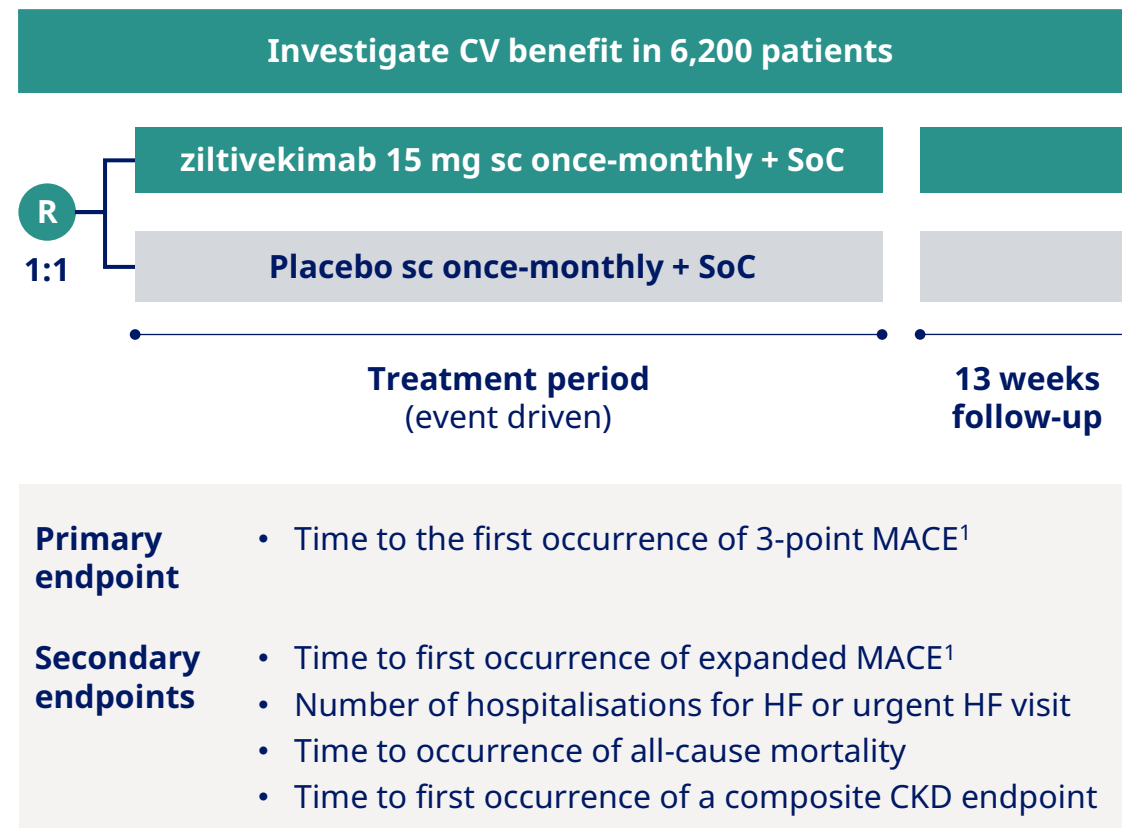 Investigate CV benefit in 6,200 patients
ziltivekimab 15 mg sc once-monthly + SoC
R
1:1
Placebo sc once-monthly + SoC
Treatment period
(event driven)
13 weeks
follow-up
Primary
endpoint
• Time to the first occurrence of 3-point MACE¹
Secondary
endpoints
• Time to first occurrence of expanded MACE¹
• Number of hospitalisations for HF or urgent HF visit
• Time to occurrence of all-cause mortality
• Time to first occurrence of a composite CKD endpoint